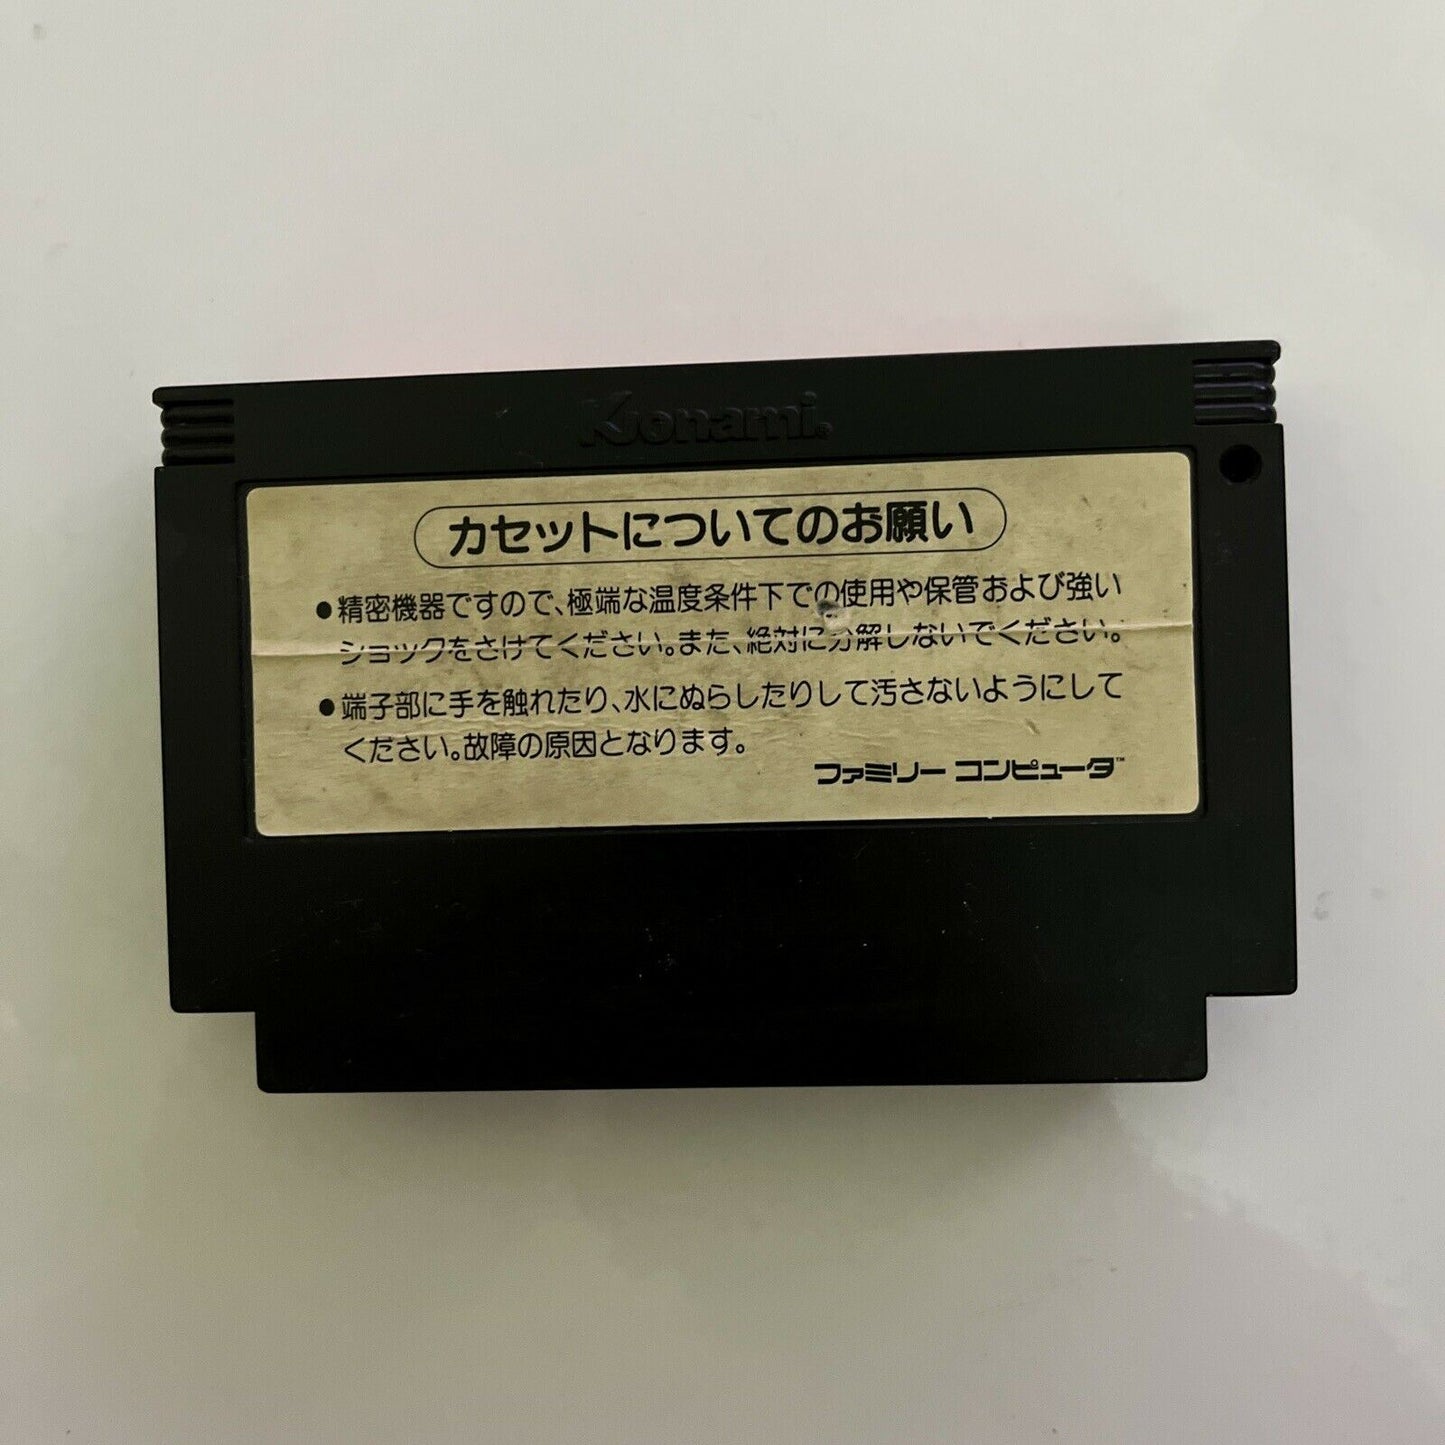 Konami®
カセットについてのお願い
●精密機器ですので、極端な温度条件下での使用や保管および強い
ショックをさけてください。また、絶対に分解しないでください。
●端子部に手を触れたり、水にぬらしたりして汚さないようにして
ください。故障の原因となります。
ファミリー コンピュータ™